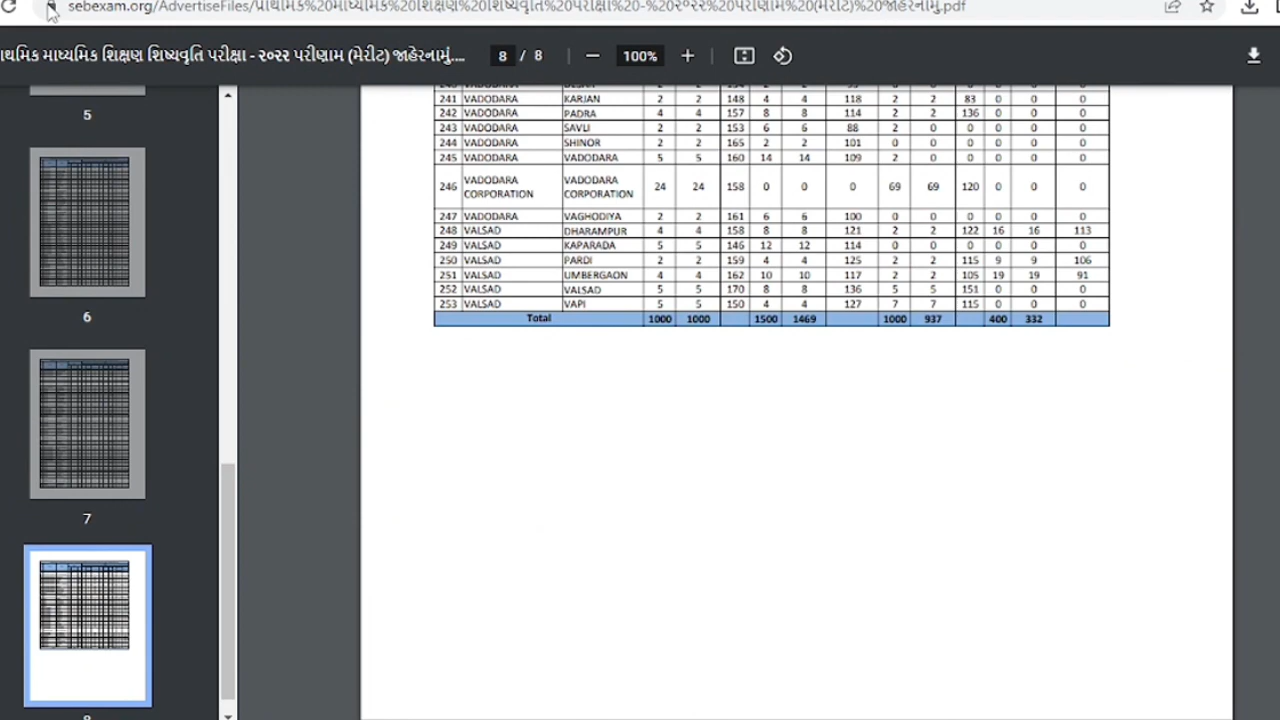 sebexam.org/AdvertiseFiles/પ્રાથમિક%20માધ્યમિક%20શિક્ષણ%20શિષ્યવૃતિ%20પરીક્ષા%20-%20૨૦૨૨%20પરીણામ%20(મેરીટ)%20જાહેરનામું.pdf
ાથમિક માધ્યમિક શિક્ષણ શિષ્યવૃતિ પરીક્ષા - ૨૦૨૨ પરીણામ (મેરીટ) જાહેરનામું.... 8 / 8 100%
5
6
7
8
241 VADODARA KARJAN 2 2 148 4 4 118 2 2 83 0 0 0
242 VADODARA PADRA 4 4 157 8 8 114 2 2 136 0 0 0
243 VADODARA SAVLI 2 2 153 6 6 88 2 0 0 0 0 0
244 VADODARA SHINOR 2 2 165 2 2 101 0 0 0 0 0 0
245 VADODARA VADODARA 5 5 160 14 14 109 2 0 0 0 0 0
246 VADODARA CORPORATION VADODARA CORPORATION 24 24 158 0 0 0 69 69 120 0 0 0
247 VADODARA VAGHODIYA 2 2 161 6 6 100 0 0 0 0 0 0
248 VALSAD DHARAMPUR 4 4 158 8 8 121 2 2 122 16 16 113
249 VALSAD KAPARADA 5 5 146 12 12 114 0 0 0 0 0 0
250 VALSAD PARDI 2 2 159 4 4 125 2 2 115 9 9 106
251 VALSAD UMBERGAON 4 4 162 10 10 117 2 2 105 19 19 91
252 VALSAD VALSAD 5 5 170 8 8 136 5 5 151 0 0 0
253 VALSAD VAPI 5 5 150 4 4 127 7 7 115 0 0 0
Total 1000 1000 1500 1469 1000 937 400 332